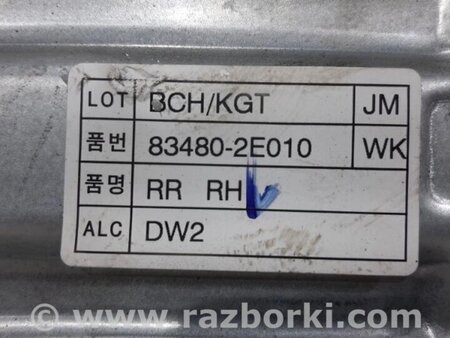 LOT BCH/KGT JM
품번 83480-2E010 WK
품명 RR RH
ALC DW2
www.razborki.com